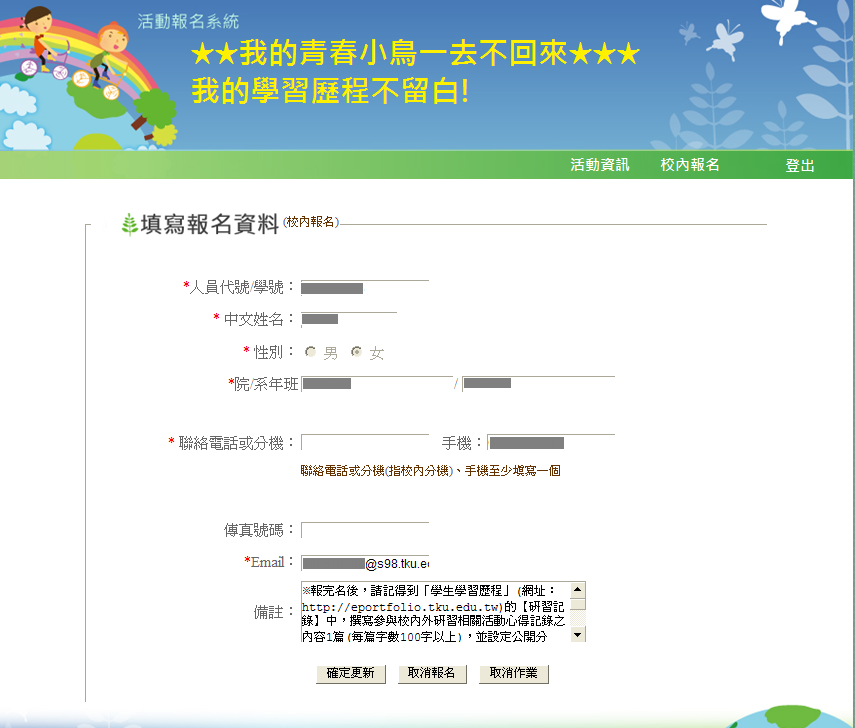 活動報名系統
★★我的青春小鳥一去不回來★★★
我的學習歷程不留白!
活動資訊 校內報名 登出
填寫報名資料(校內報名)
*人員代號/學號：
* 中文姓名：
* 性別： 男 女
*院/系年班 /
* 聯絡電話或分機： 手機：
聯絡電話或分機(指校內分機)、手機至少填寫一個
傳真號碼：
*Email： @s98.tku.e
備註：
※報完名後，請記得到「學生學習歷程」(網址：
http://eportfolio.tku.edu.tw)的【研習記
錄】中，撰寫參與校內外研習相關活動心得記錄之
內容1篇(每篇字數100字以上)，並設定公開分
確定更新 取消報名 取消作業